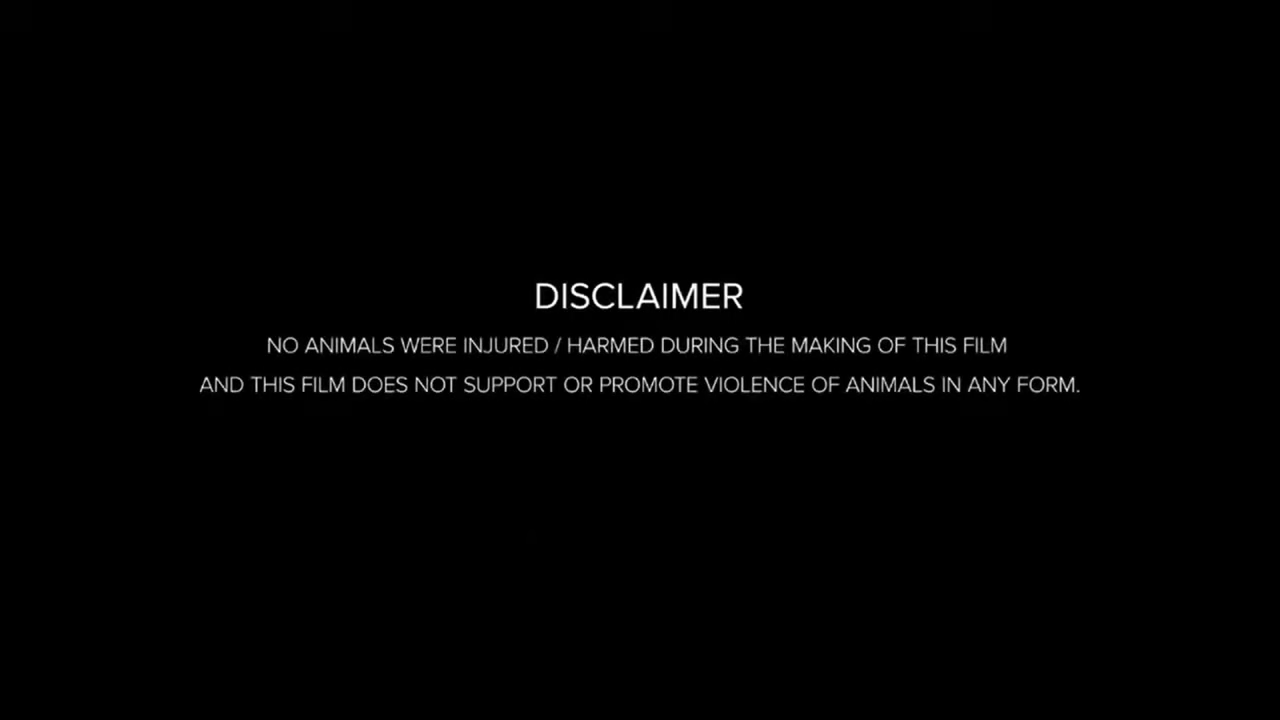 DISCLAIMER
NO ANIMALS WERE INJURED / HARMED DURING THE MAKING OF THIS FILM
AND THIS FILM DOES NOT SUPPORT OR PROMOTE VIOLENCE OF ANIMALS IN ANY FORM.